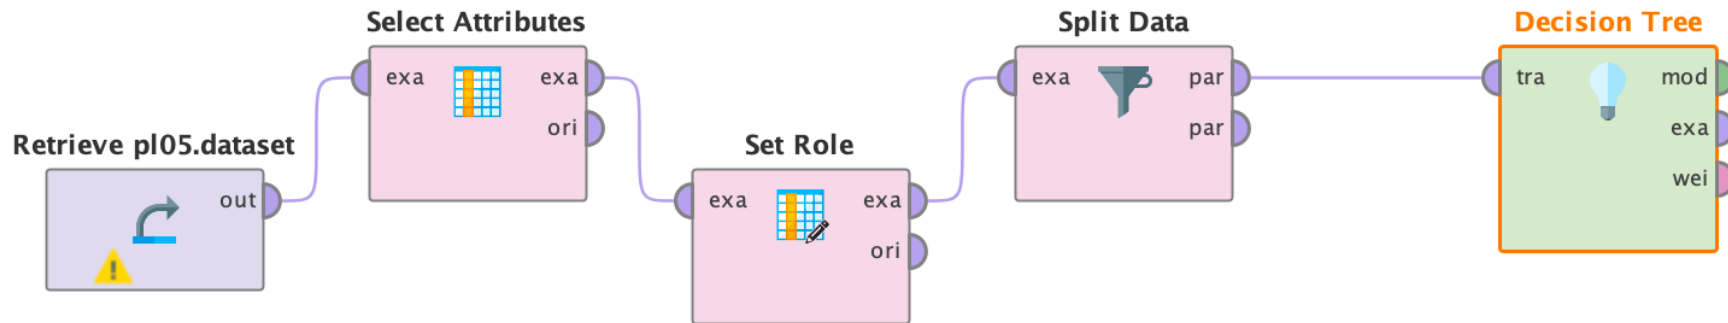 Retrieve pl05.dataset
out
Select Attributes
exa exa
ori
Set Role
exa exa
ori
Split Data
exa par
par
Decision Tree
tra mod
exa
wei